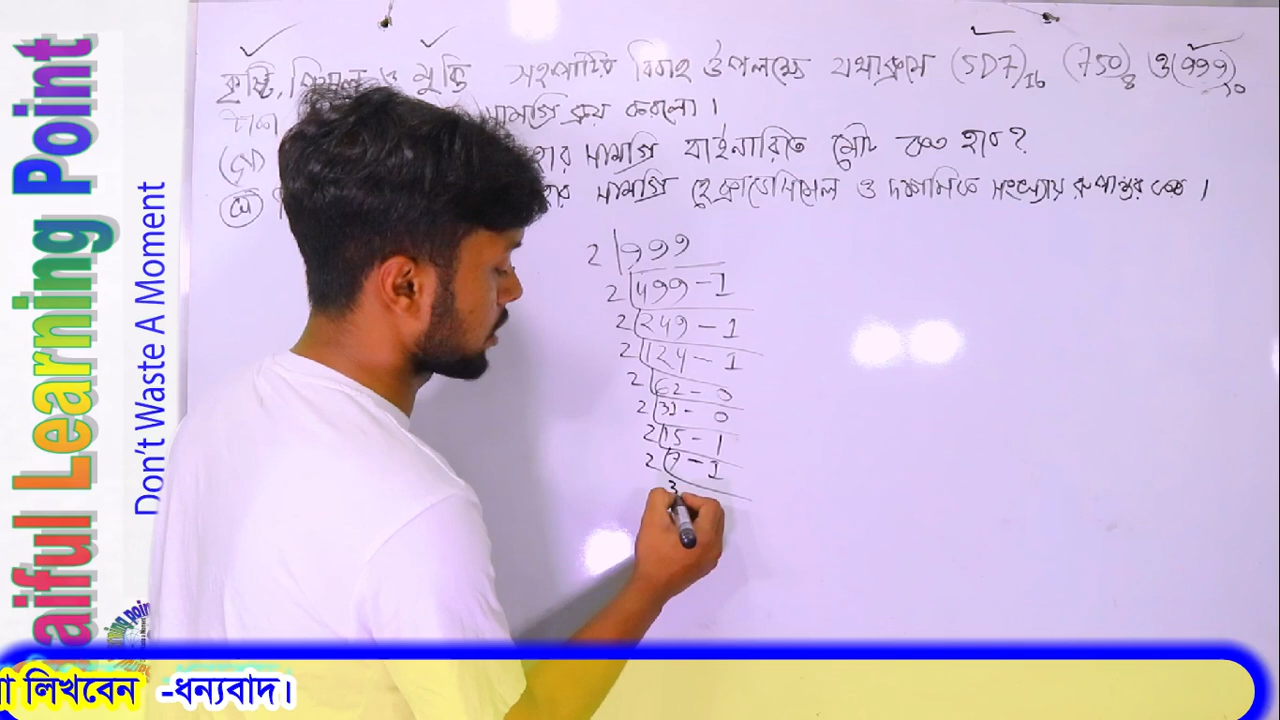 Saiful Learning Point
Don't Waste A Moment
ও মুক্তি সহপাঠির বিবাহ উপলক্ষ্যে যথাক্রমে (5D7)16 (750)8 ও (999)10
টাকা সামগ্রি ক্রয় করলো।
(গ) সামগ্রি বাইনারিতে মোট কত হবে?
(ঘ) সামগ্রি হেক্সাডেসিমেল ও দশমিক সংখ্যায় রূপান্তর কর।
2 | 999
2 | 499 - 1
2 | 249 - 1
2 | 124 - 1
2 | 62 - 0
2 | 31 - 0
2 | 15 - 1
2 | 7 - 1
3
লিখবেন -ধন্যবাদ।